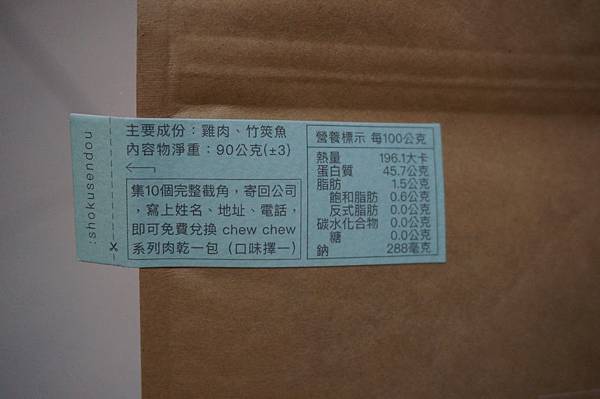 :shokusendou
主要成份：雞肉、竹筴魚
內容物淨重：90公克(±3)
集10個完整截角，寄回公司
，寫上姓名、地址、電話，
即可免費兌換 chew chew
系列肉乾一包（口味擇一）
營養標示 每100公克
熱量 196.1大卡
蛋白質 45.7公克
脂肪 1.5公克
飽和脂肪 0.6公克
反式脂肪 0.0公克
碳水化合物 0.0公克
糖 0.0公克
鈉 288毫克